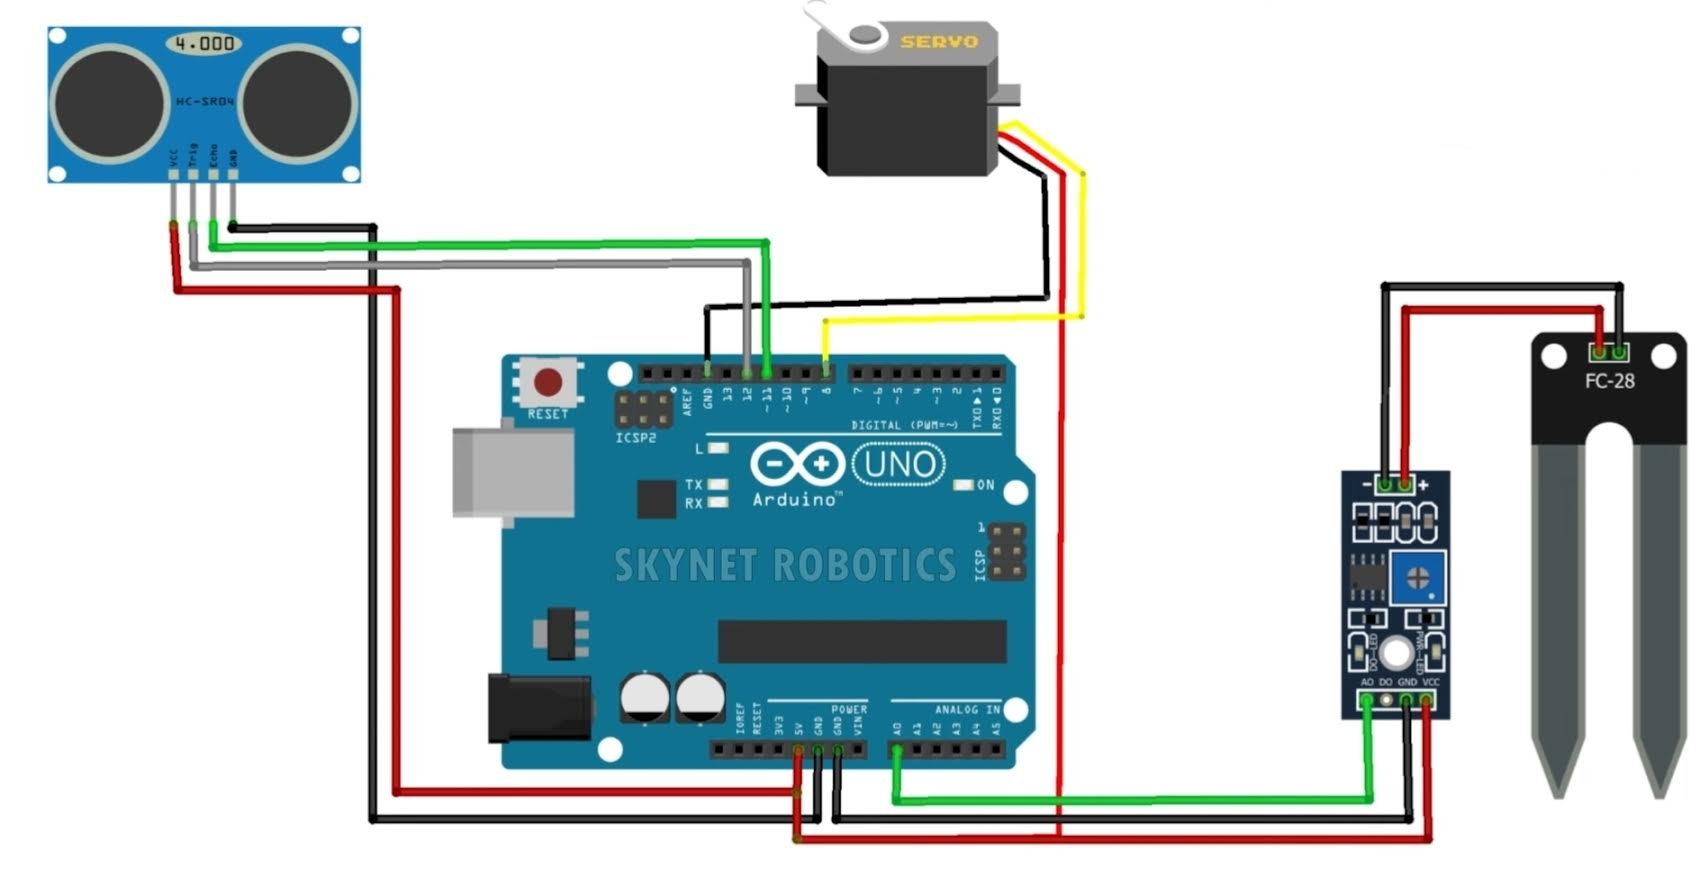 4.000
HC-SR04
VCC
Trig
Echo
GND
SERVO
RESET
ICSP2
AREF
GND
13
12
~11
~10
~9
8
7
~6
~5
4
~3
2
TX0▶1
RX0◀0
DIGITAL (PWM=~)
L
TX
RX
UNO
Arduino™
ON
1
ICSP
SKYNET ROBOTICS
IOREF
RESET
3V3
5V
GND
GND
VIN
POWER
ANALOG IN
A0
A1
A2
A3
A4
A5
FC-28
- +
DO-LED
PWR-LED
AO DO GND VCC